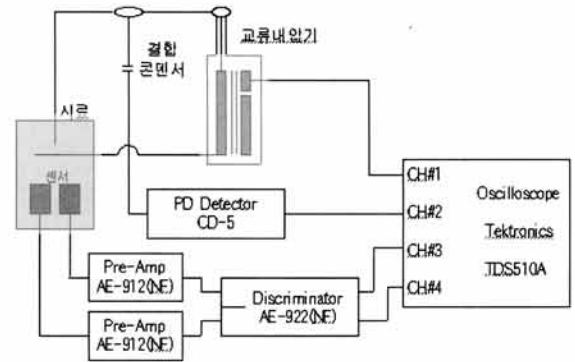 결합
콘덴서
교류내압기
시료
센서
CH#1
CH#2
CH#3
CH#4
Oscilloscope
Tektronics
TDS510A
PD Detector
CD-5
Pre-Amp
AE-912(NF)
Pre-Amp
AE-912(NF)
Discriminator
AE-922(NF)